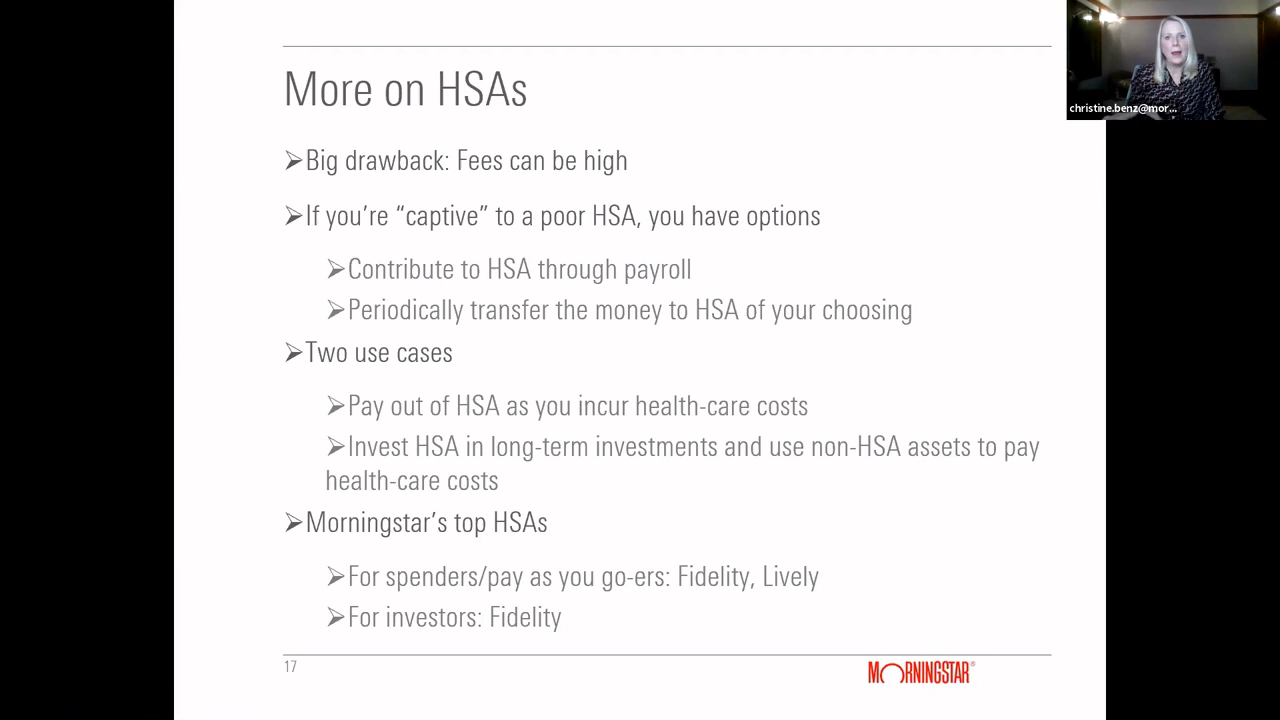 More on HSAs
christine.benz@mor...
➢Big drawback: Fees can be high
➢If you're “captive” to a poor HSA, you have options
➢Contribute to HSA through payroll
➢Periodically transfer the money to HSA of your choosing
➢Two use cases
➢Pay out of HSA as you incur health-care costs
➢Invest HSA in long-term investments and use non-HSA assets to pay
health-care costs
➢Morningstar's top HSAs
➢For spenders/pay as you go-ers: Fidelity, Lively
➢For investors: Fidelity
17
MORNINGSTAR®